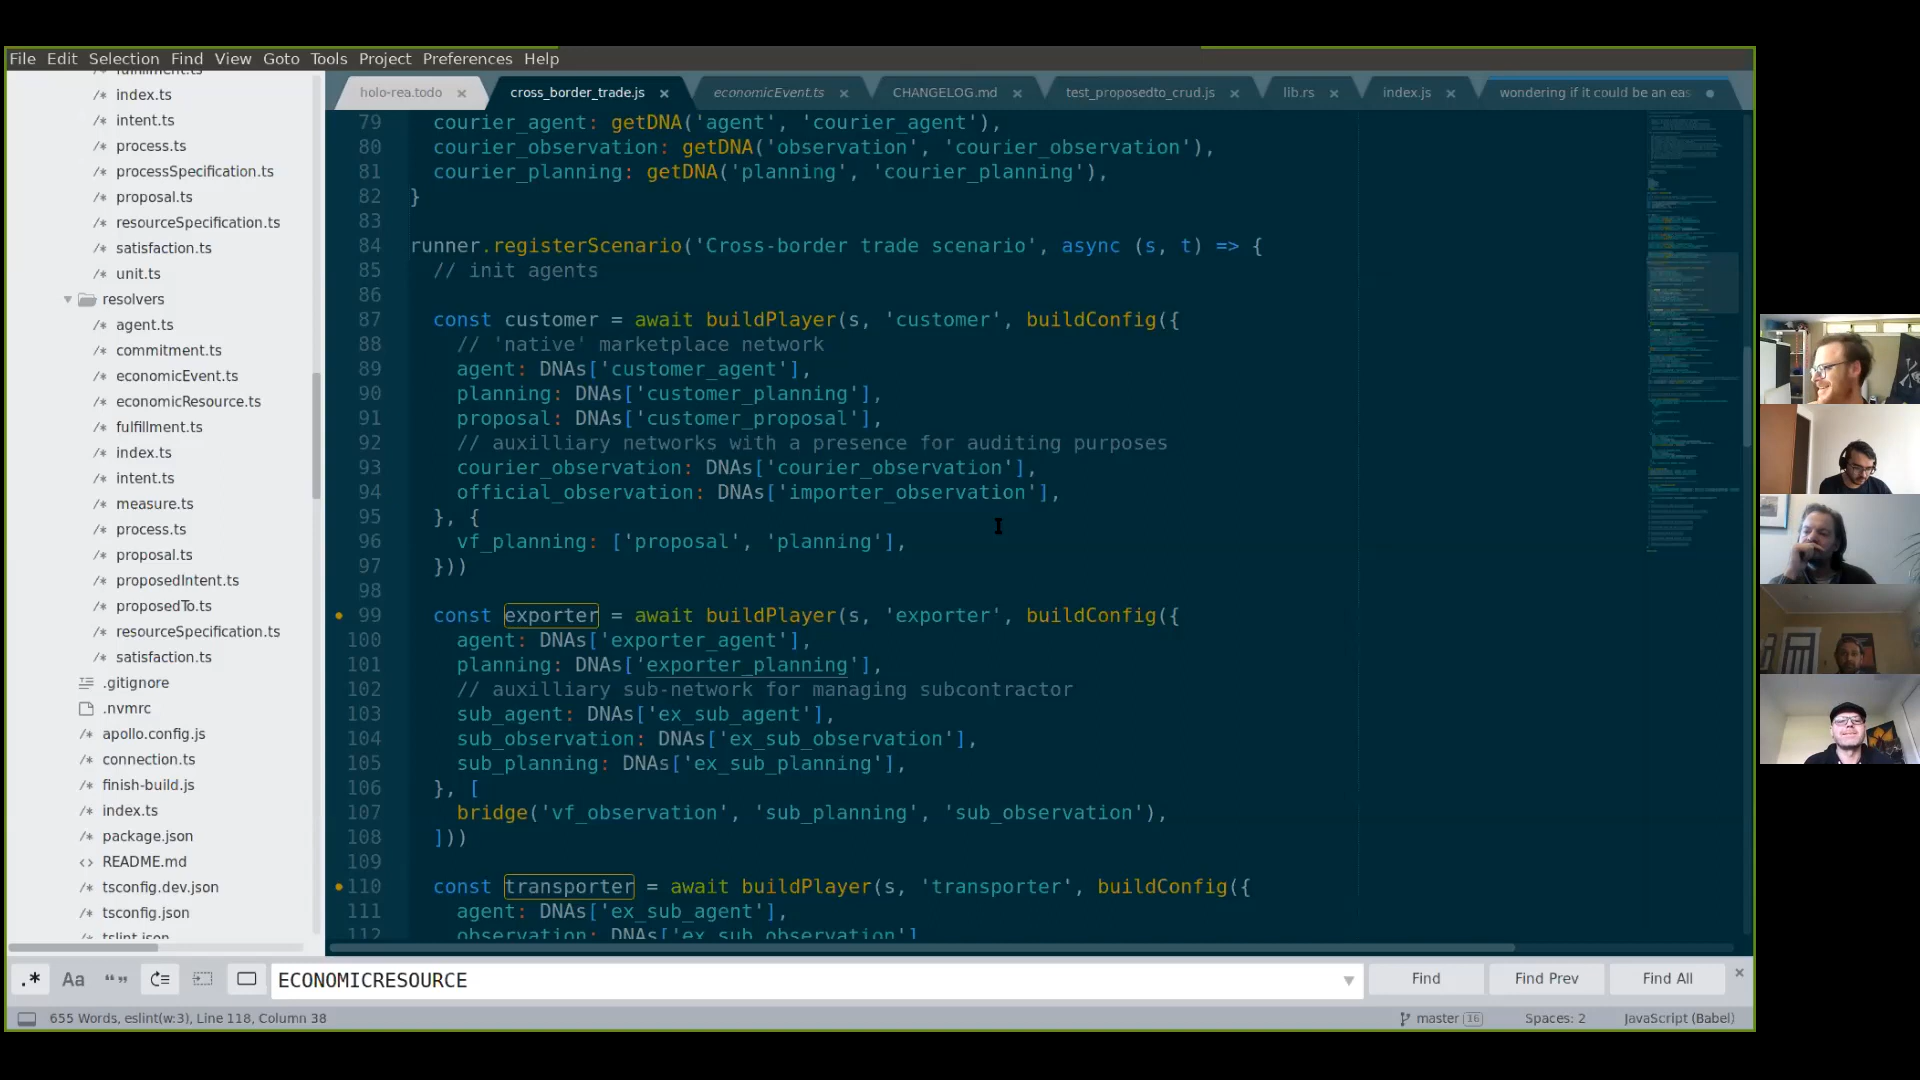 File Edit Selection Find View Goto Tools Project Preferences Help
holo-rea.todo × cross_border_trade.js × economicEvent.ts × CHANGELOG.md × test_proposedto_crud.js × lib.rs × index.js × wondering if it could be an eas
fulfillment.ts
/* index.ts
/* intent.ts
/* process.ts
/* processSpecification.ts
/* proposal.ts
/* resourceSpecification.ts
/* satisfaction.ts
/* unit.ts
resolvers
/* agent.ts
/* commitment.ts
/* economicEvent.ts
/* economicResource.ts
/* fulfillment.ts
/* index.ts
/* intent.ts
/* measure.ts
/* process.ts
/* proposal.ts
/* proposedIntent.ts
/* proposedTo.ts
/* resourceSpecification.ts
/* satisfaction.ts
.gitignore
.nvmrc
/* apollo.config.js
/* connection.ts
/* finish-build.js
/* index.ts
/* package.json
<> README.md
/* tsconfig.dev.json
/* tsconfig.json
/* tslint.json
79 courier_agent: getDNA('agent', 'courier_agent'),
80 courier_observation: getDNA('observation', 'courier_observation'),
81 courier_planning: getDNA('planning', 'courier_planning'),
82 }
83
84 runner.registerScenario('Cross-border trade scenario', async (s, t) => {
85 // init agents
86
87 const customer = await buildPlayer(s, 'customer', buildConfig({
88 // 'native' marketplace network
89 agent: DNAs['customer_agent'],
90 planning: DNAs['customer_planning'],
91 proposal: DNAs['customer_proposal'],
92 // auxilliary networks with a presence for auditing purposes
93 courier_observation: DNAs['courier_observation'],
94 official_observation: DNAs['importer_observation'],
95 }, {
96 vf_planning: ['proposal', 'planning'],
97 }))
98
99 const exporter = await buildPlayer(s, 'exporter', buildConfig({
100 agent: DNAs['exporter_agent'],
101 planning: DNAs['exporter_planning'],
102 // auxilliary sub-network for managing subcontractor
103 sub_agent: DNAs['ex_sub_agent'],
104 sub_observation: DNAs['ex_sub_observation'],
105 sub_planning: DNAs['ex_sub_planning'],
106 }, [
107 bridge('vf_observation', 'sub_planning', 'sub_observation'),
108 ]))
109
110 const transporter = await buildPlayer(s, 'transporter', buildConfig({
111 agent: DNAs['ex_sub_agent'],
112 observation: DNAs['ex_sub_observation']
.* Aa “” ECONOMICRESOURCE Find Find Prev Find All ×
655 Words, eslint(w:3), Line 118, Column 38 master 16 Spaces: 2 JavaScript (Babel)